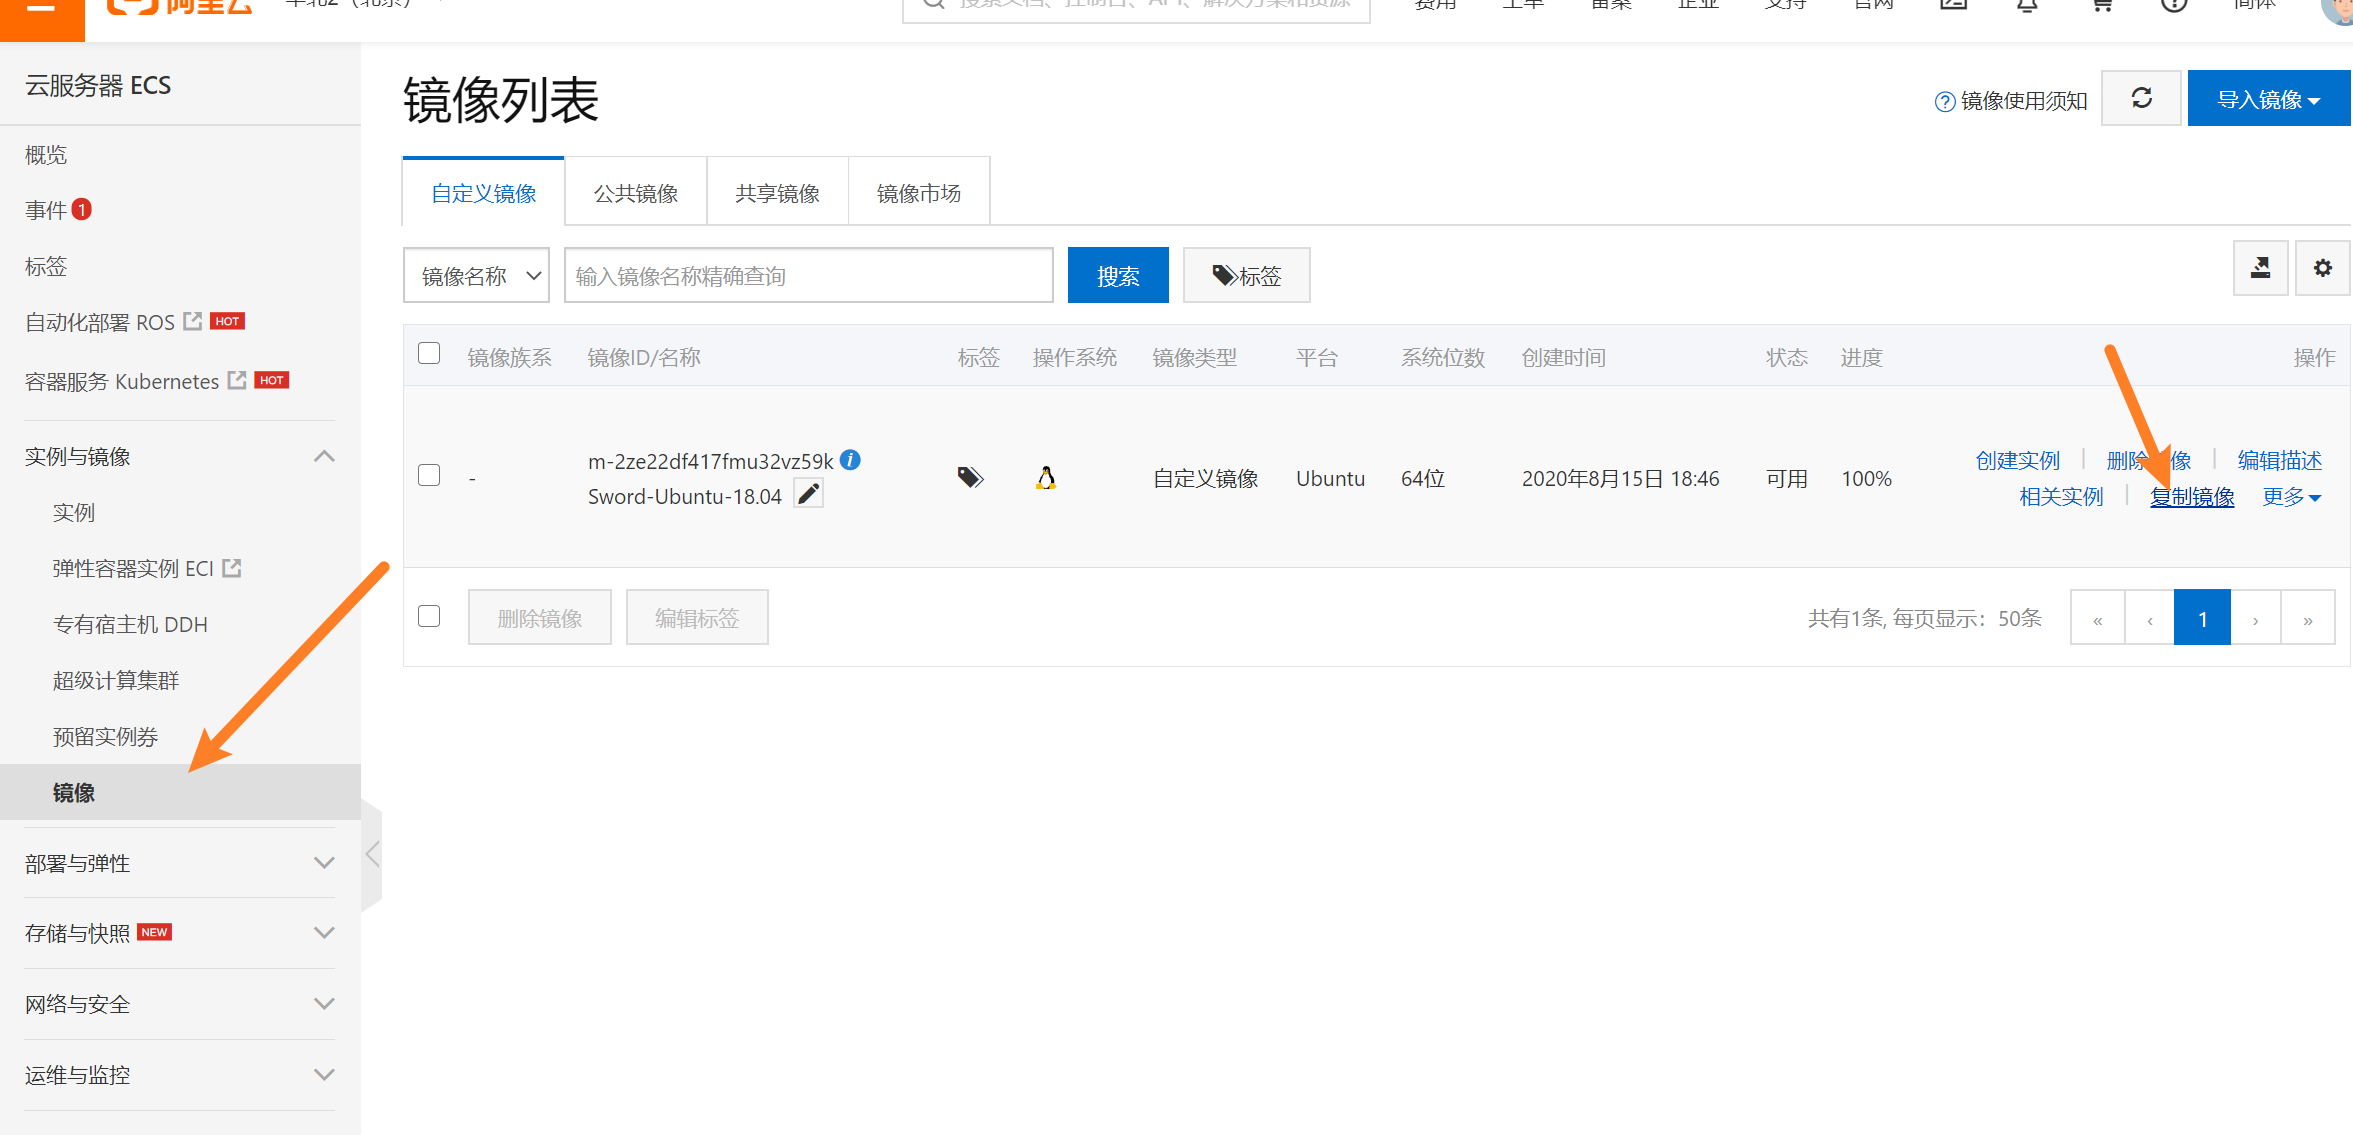 阿里云
华北2（北京）
搜索文档、控制台、API、解决方案和资源
费用 工单 备案 企业 支持 官网 简体
云服务器 ECS
概览
事件 1
标签
自动化部署 ROS HOT
容器服务 Kubernetes HOT
实例与镜像
实例
弹性容器实例 ECI
专有宿主机 DDH
超级计算集群
预留实例券
镜像
部署与弹性
存储与快照 NEW
网络与安全
运维与监控
镜像列表
镜像使用须知
导入镜像
自定义镜像 公共镜像 共享镜像 镜像市场
镜像名称 输入镜像名称精确查询 搜索 标签
镜像族系 镜像ID/名称 标签 操作系统 镜像类型 平台 系统位数 创建时间 状态 进度 操作
- m-2ze22df417fmu32vz59k
Sword-Ubuntu-18.04
自定义镜像 Ubuntu 64位 2020年8月15日 18:46 可用 100%
创建实例 | 删除镜像 | 编辑描述
相关实例 | 复制镜像 更多
删除镜像 编辑标签 共有1条, 每页显示：50条 « ‹ 1 › »